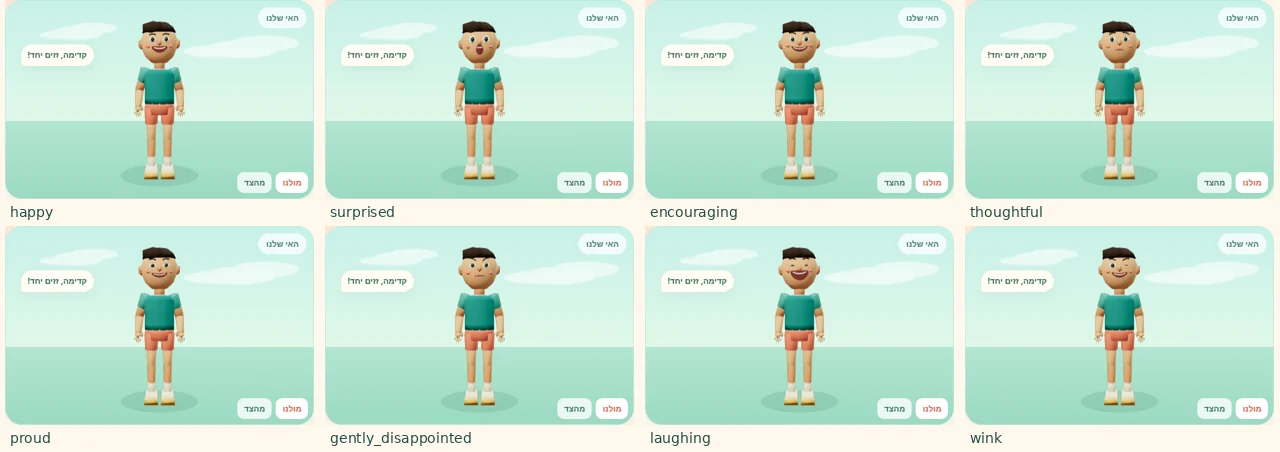 האי שלנו
קדימה, זזים יחד!
מהצד
מולנו
happy
האי שלנו
קדימה, זזים יחד!
מהצד
מולנו
surprised
האי שלנו
קדימה, זזים יחד!
מהצד
מולנו
encouraging
האי שלנו
קדימה, זזים יחד!
מהצד
מולנו
thoughtful
האי שלנו
קדימה, זזים יחד!
מהצד
מולנו
proud
האי שלנו
קדימה, זזים יחד!
מהצד
מולנו
gently_disappointed
האי שלנו
קדימה, זזים יחד!
מהצד
מולנו
laughing
האי שלנו
קדימה, זזים יחד!
מהצד
מולנו
wink